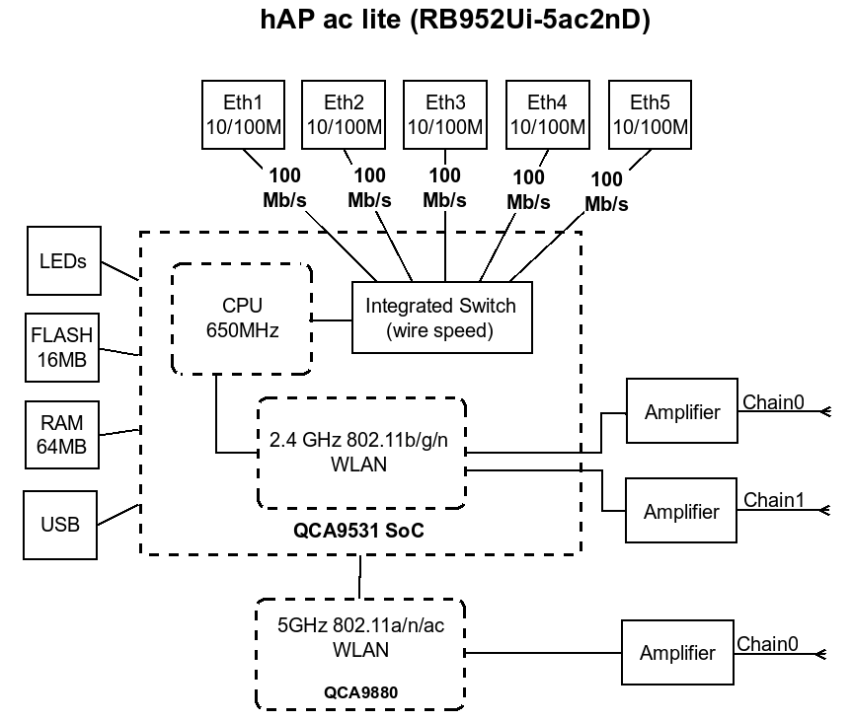 hAP ac lite (RB952Ui-5ac2nD)
Eth1
10/100M
Eth2
10/100M
Eth3
10/100M
Eth4
10/100M
Eth5
10/100M
100
Mb/s
100
Mb/s
100
Mb/s
100
Mb/s
100
Mb/s
LEDs
FLASH
16MB
RAM
64MB
USB
CPU
650MHz
Integrated Switch
(wire speed)
2.4 GHz 802.11b/g/n
WLAN
QCA9531 SoC
Amplifier
Chain0
Amplifier
Chain1
5GHz 802.11a/n/ac
WLAN
QCA9880
Amplifier
Chain0